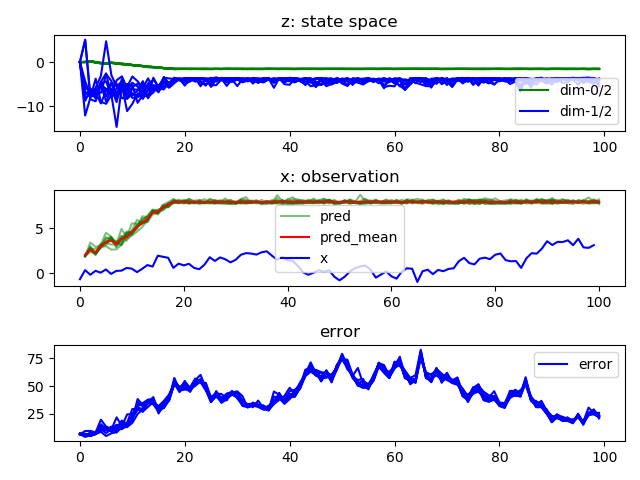 z: state space
0
−10
dim-0/2
dim-1/2
0 20 40 60 80 100
x: observation
5
0
pred
pred_mean
x
0 20 40 60 80 100
error
75
50
25
error
0 20 40 60 80 100